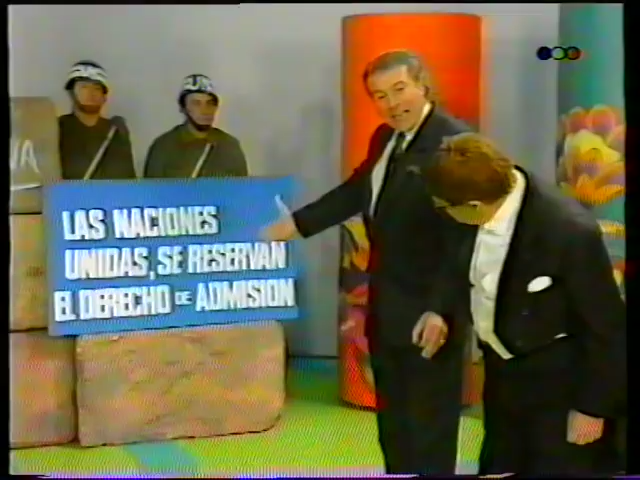 LAS NACIONES
UNIDAS, SE RESERVAN
EL DERECHO DE ADMISION